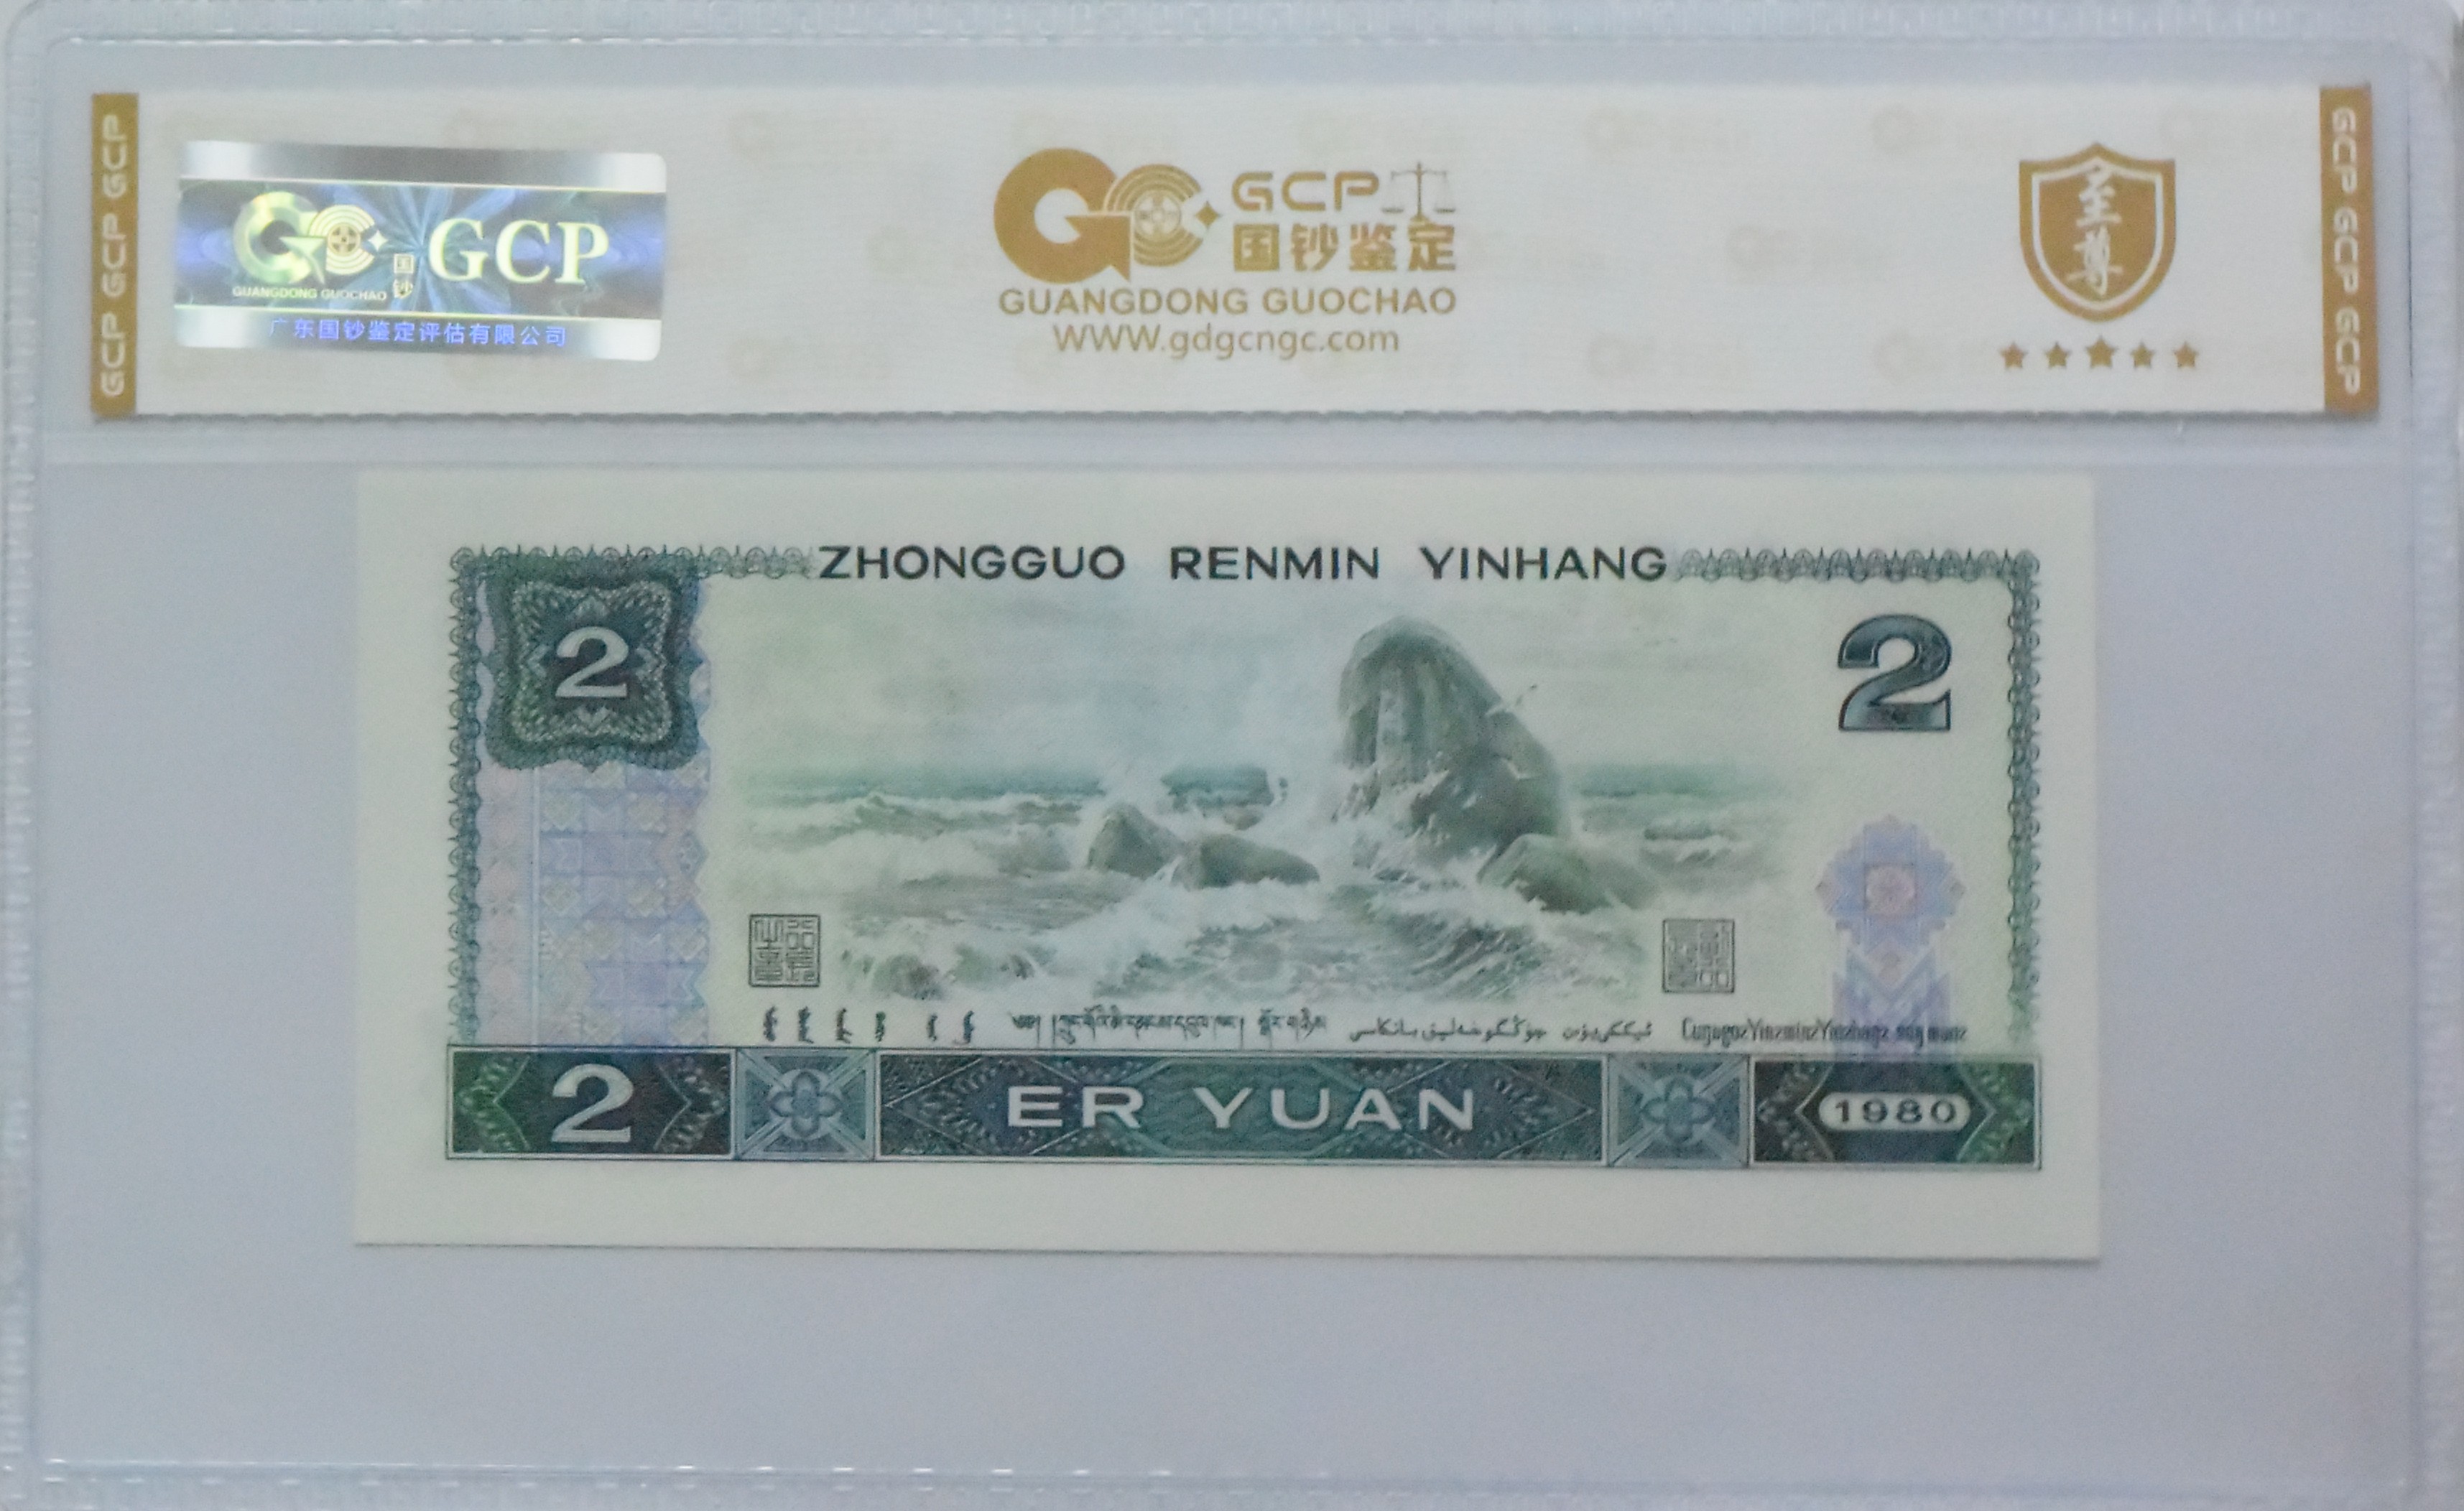 GCP GCP GCP
GCP
国钞
GUANGDONG GUOCHAO
广东国钞鉴定评估有限公司
GCP
国钞鉴定
GUANGDONG GUOCHAO
WWW.gdgcngc.com
至尊
GCP GCP GCP
ZHONGGUO RENMIN YINHANG
2
2
2
ER YUAN
1980